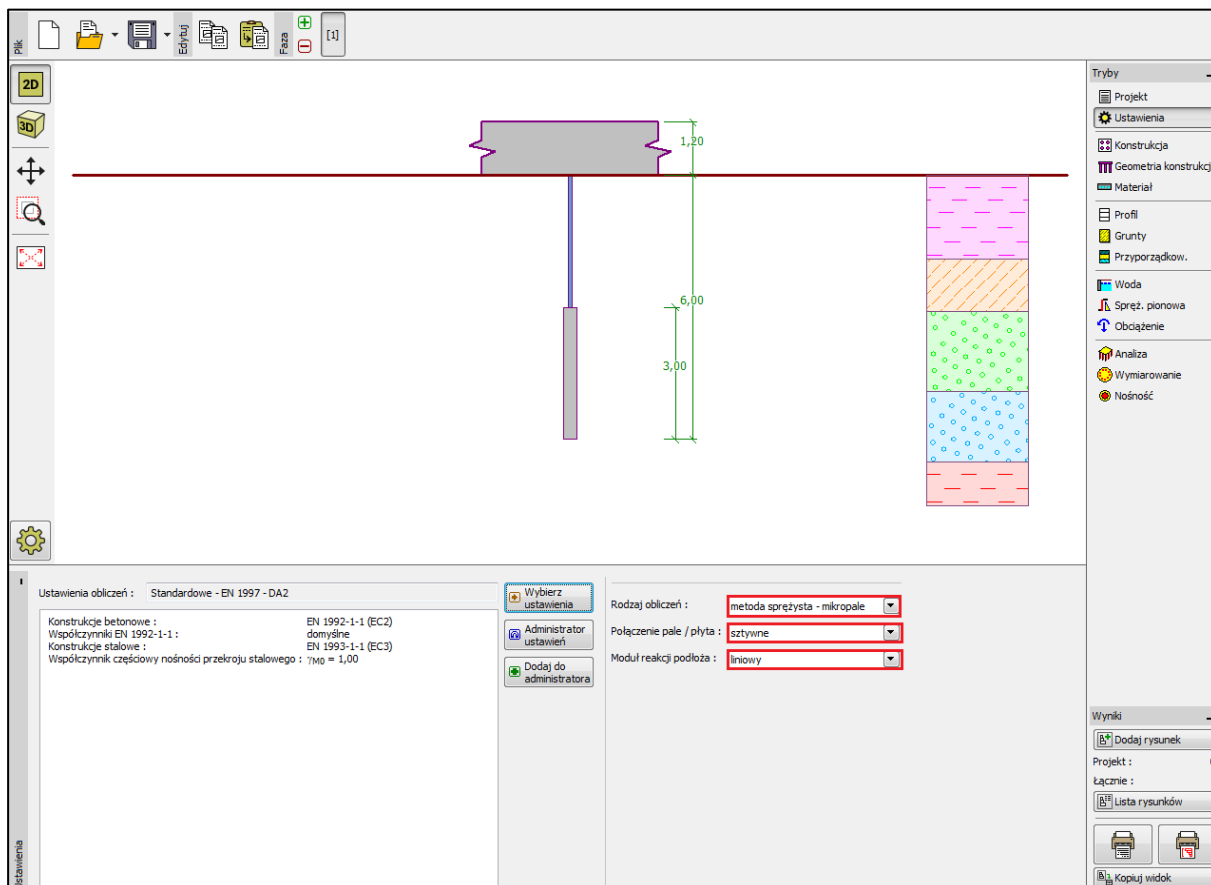 Plik
Edytuj
Faza
[1]
2D
3D
1,20
6,00
3,00
Tryby
Projekt
Ustawienia
Konstrukcja
Geometria konstrukcj
Materiał
Profil
Grunty
Przyporządkow.
Woda
Spręż. pionowa
Obciążenie
Analiza
Wymiarowanie
Nośność
Ustawienia obliczeń : Standardowe - EN 1997 - DA2
Konstrukcje betonowe : EN 1992-1-1 (EC2)
Współczynniki EN 1992-1-1 : domyślne
Konstrukcje stalowe : EN 1993-1-1 (EC3)
Współczynnik częściowy nośności przekroju stalowego : γM0 = 1,00
Wybierz
ustawienia
Administrator
ustawień
Dodaj do
administratora
Rodzaj obliczeń : metoda sprężysta - mikropale
Połączenie pale / płyta : sztywne
Moduł reakcji podłoża : liniowy
Wyniki
Dodaj rysunek
Projekt :
Łącznie :
Lista rysunków
Kopiuj widok
stawienia